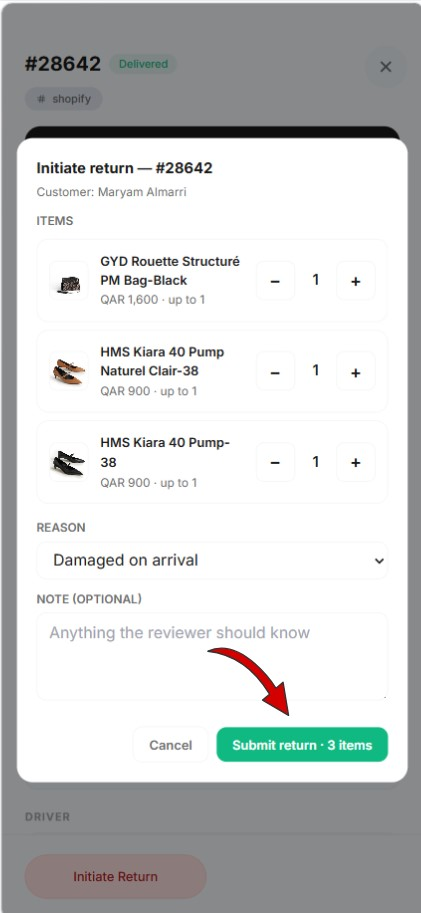 #28642 Delivered
# shopify
Initiate return — #28642
Customer: Maryam Almarri
ITEMS
GYD Rouette Structuré
PM Bag-Black
QAR 1,600 · up to 1
− 1 +
HMS Kiara 40 Pump
Naturel Clair-38
QAR 900 · up to 1
− 1 +
HMS Kiara 40 Pump-
38
QAR 900 · up to 1
− 1 +
REASON
Damaged on arrival
NOTE (OPTIONAL)
Anything the reviewer should know
Cancel Submit return · 3 items
DRIVER
Initiate Return